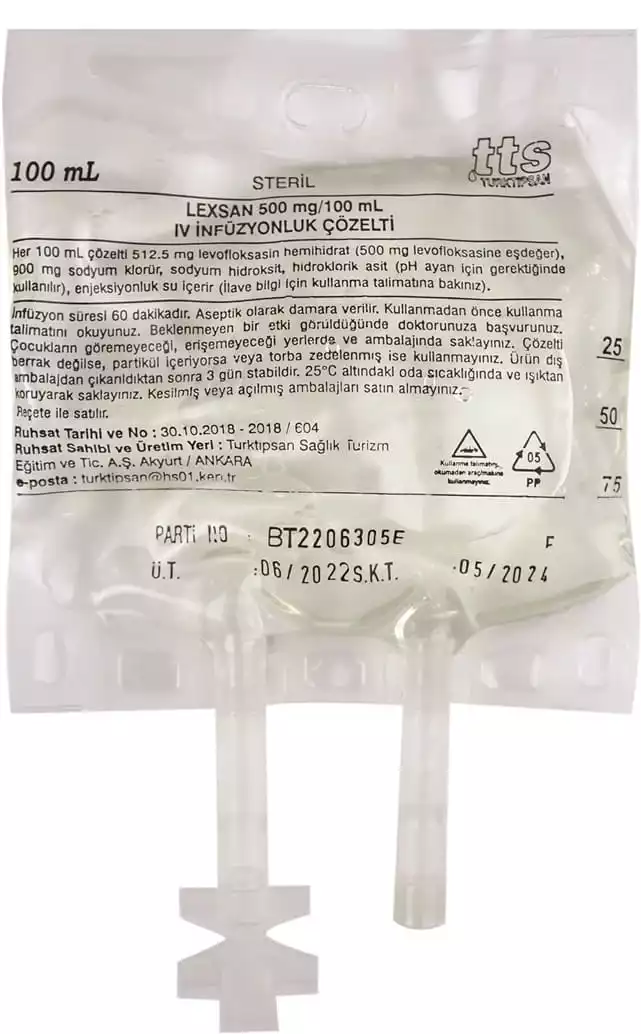 100 mL
STERİL
tts
TURKTIPSAN
LEXSAN 500 mg/100 mL
IV İNFÜZYONLUK ÇÖZELTİ
Her 100 mL çözelti 512.5 mg levofloksasin hemihidrat (500 mg levofloksasine eşdeğer),
900 mg sodyum klorür, sodyum hidroksit, hidroklorik asit (pH ayarı için gerektiğinde
kullanılır), enjeksiyonluk su içerir (İlave bilgi için kullanma talimatına bakınız).
İnfüzyon süresi 60 dakikadır. Aseptik olarak damara verilir. Kullanmadan önce kullanma
talimatını okuyunuz. Beklenmeyen bir etki görüldüğünde doktorunuza başvurunuz.
Çocukların göremeyeceği, erişemeyeceği yerlerde ve ambalajında saklayınız. Çözelti
berrak değilse, partikül içeriyorsa veya torba zedelenmiş ise kullanmayınız. Ürün dış
ambalajdan çıkarıldıktan sonra 3 gün stabildir. 25°C altındaki oda sıcaklığında ve ışıktan
koruyarak saklayınız. Kesilmiş veya açılmış ambalajları satın almayınız.
Reçete ile satılır.
Ruhsat Tarihi ve No : 30.10.2018 - 2018 / 604
Ruhsat Sahibi ve Üretim Yeri : Turktıpsan Sağlık Turizm
Eğitim ve Tic. A.Ş. Akyurt / ANKARA
e-posta : turktipsan@hs01.kep.tr
Kullanma talimatını
okumadan araçmakine
kullanmayınız.
05
PP
25
50
75
PARTİ NO : BT2206305E
F
Ü.T. :06/2022 S.K.T. :05/2024